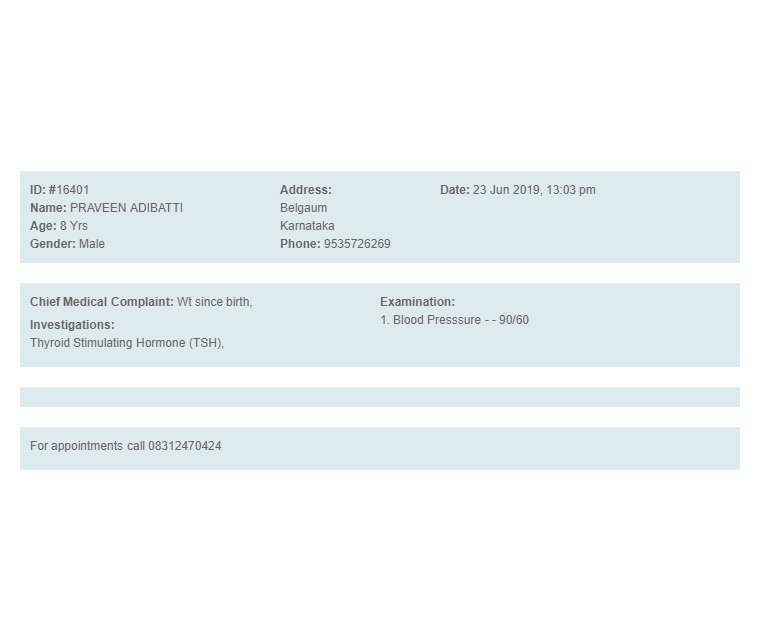 ID: #16401
Name: PRAVEEN ADIBATTI
Age: 8 Yrs
Gender: Male
Address:
Belgaum
Karnataka
Phone: 9535726269
Date: 23 Jun 2019, 13:03 pm
Chief Medical Complaint: Wt since birth,
Investigations:
Thyroid Stimulating Hormone (TSH),
Examination:
1. Blood Presssure - - 90/60
For appointments call 08312470424